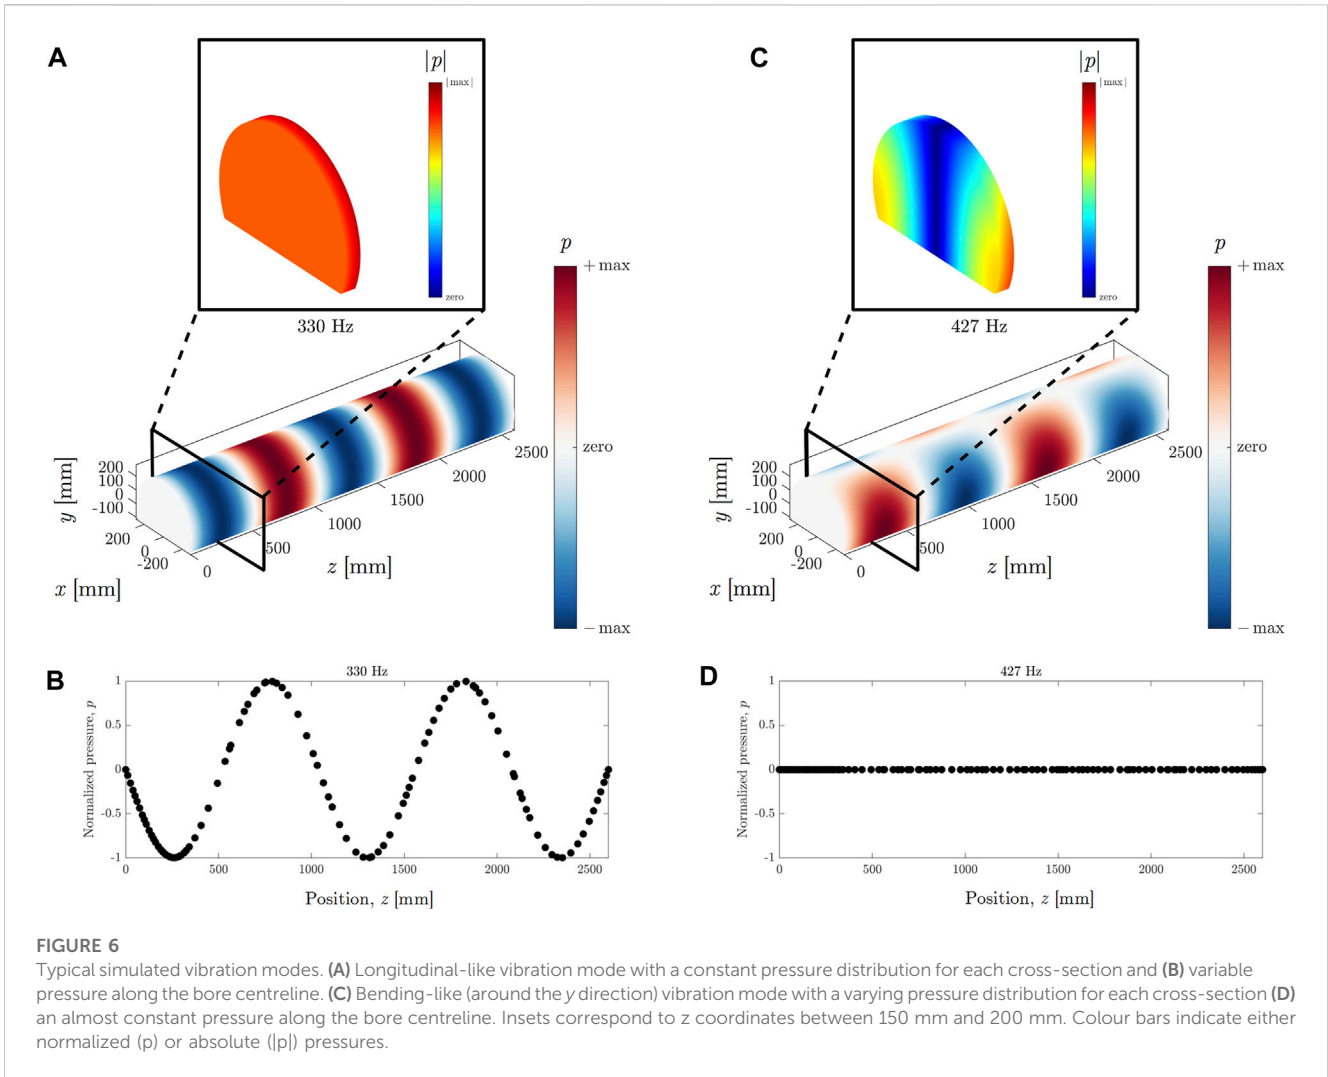 A
|p|
|max|
zero
330 Hz
p
+ max
zero
− max
200
100
0
-100
y [mm]
200
0
-200
x [mm]
0
500
1000
1500
2000
2500
z [mm]
C
|p|
|max|
zero
427 Hz
p
+ max
zero
− max
200
100
0
-100
y [mm]
200
0
-200
x [mm]
0
500
1000
1500
2000
2500
z [mm]
B
330 Hz
Normalized pressure, p
1
0.5
0
-0.5
-1
0
500
1000
1500
2000
2500
Position, z [mm]
D
427 Hz
Normalized pressure, p
1
0.5
0
-0.5
-1
0
500
1000
1500
2000
2500
Position, z [mm]
FIGURE 6
Typical simulated vibration modes. (A) Longitudinal-like vibration mode with a constant pressure distribution for each cross-section and (B) variable
pressure along the bore centreline. (C) Bending-like (around the y direction) vibration mode with a varying pressure distribution for each cross-section (D)
an almost constant pressure along the bore centreline. Insets correspond to z coordinates between 150 mm and 200 mm. Colour bars indicate either
normalized (p) or absolute (|p|) pressures.